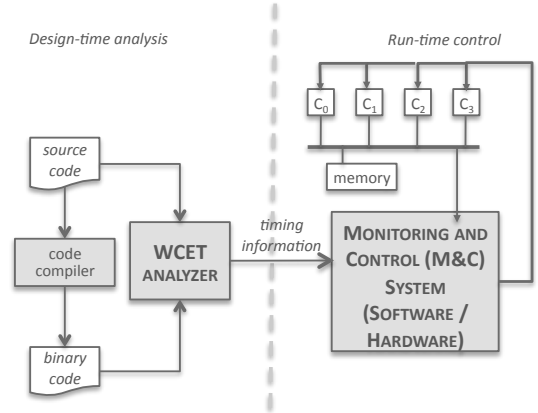 Design-time analysis
Run-time control
C0
C1
C2
C3
memory
source
code
code
compiler
binary
code
WCET
ANALYZER
timing
information
MONITORING AND
CONTROL (M&C)
SYSTEM
(SOFTWARE /
HARDWARE)